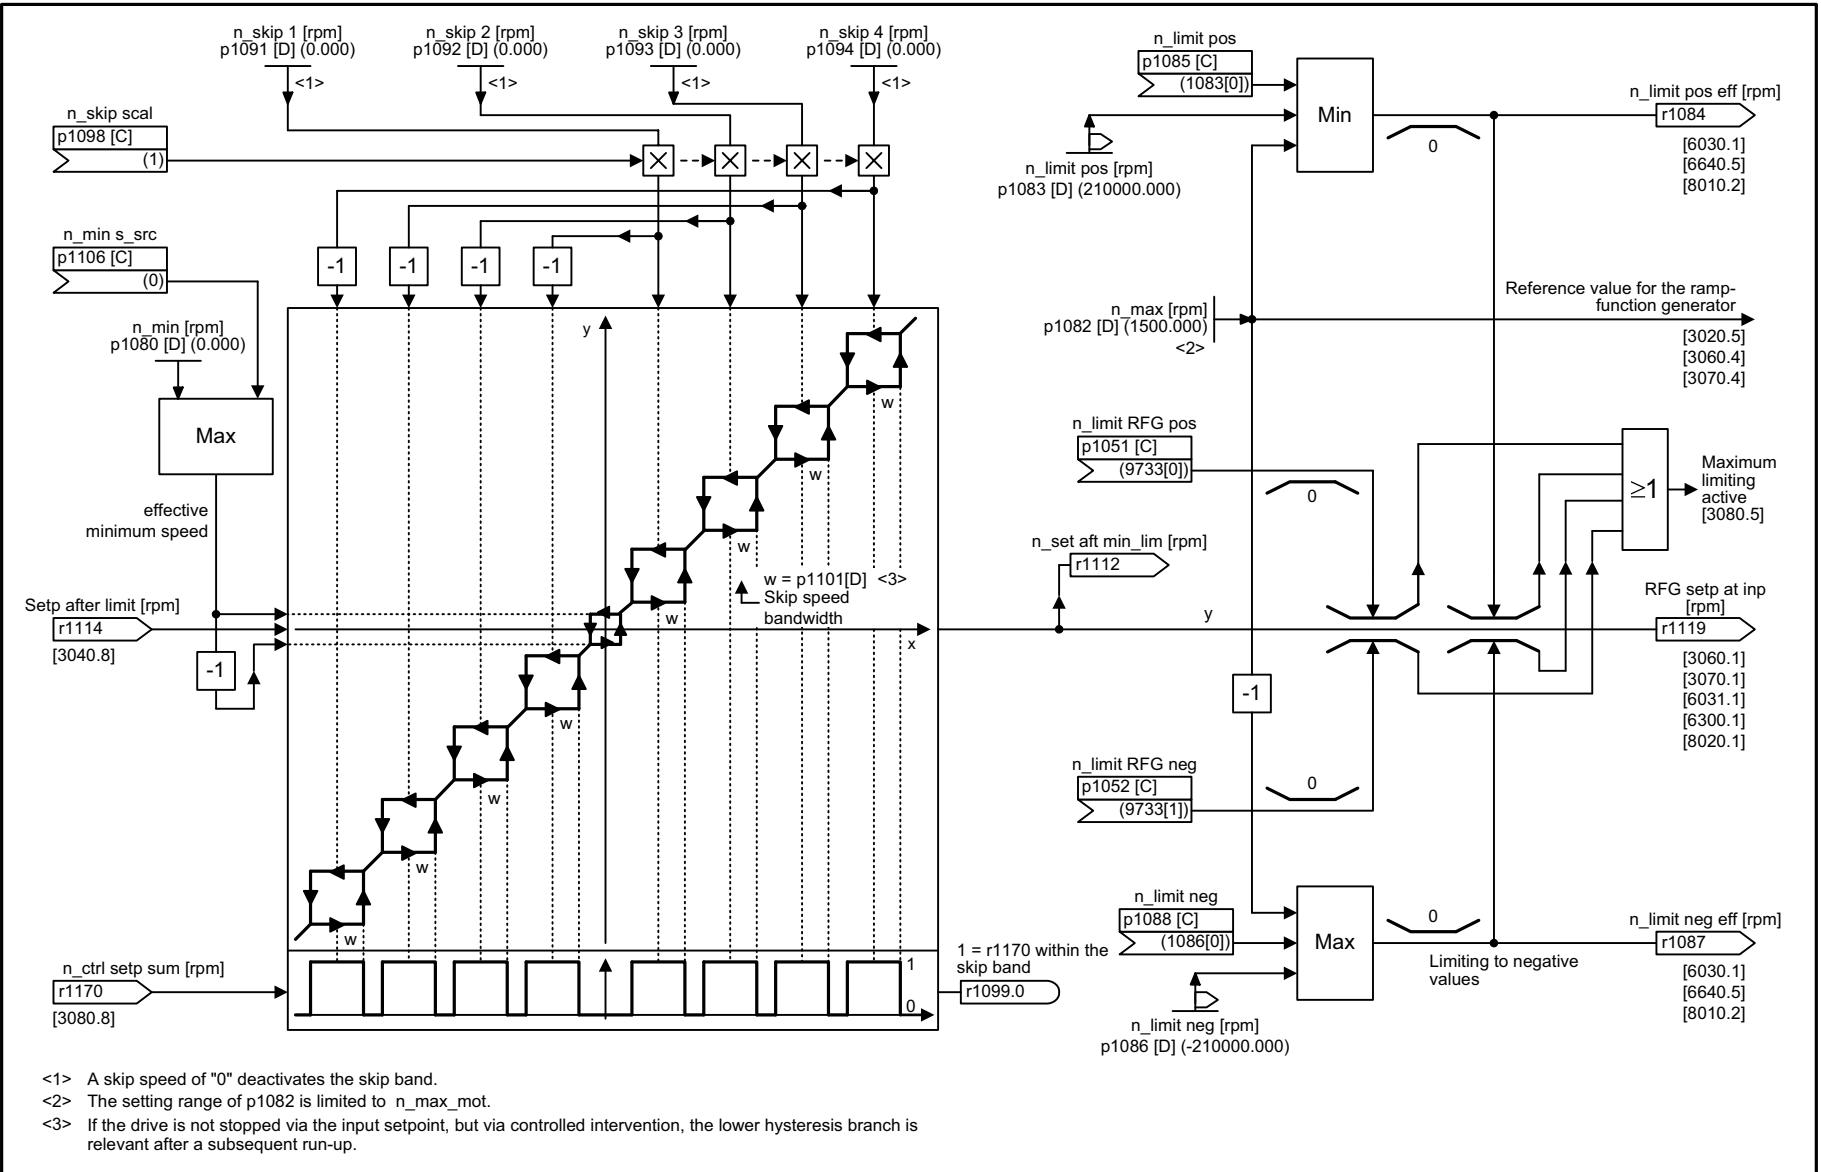 n_skip 1 [rpm]
p1091 [D] (0.000)
<1>
n_skip 2 [rpm]
p1092 [D] (0.000)
<1>
n_skip 3 [rpm]
p1093 [D] (0.000)
<1>
n_skip 4 [rpm]
p1094 [D] (0.000)
<1>
n_skip scal
p1098 [C]
(1)
n_min s_src
p1106 [C]
(0)
n_min [rpm]
p1080 [D] (0.000)
Max
effective
minimum speed
Setp after limit [rpm]
r1114
[3040.8]
-1
-1
-1
-1
-1
y
x
w
w
w
w
w
w
w
w
w = p1101[D] <3>
Skip speed
bandwidth
n_ctrl setp sum [rpm]
r1170
[3080.8]
1
0
1 = r1170 within the
skip band
r1099.0
n_limit pos
p1085 [C]
(1083[0])
n_limit pos [rpm]
p1083 [D] (210000.000)
Min
0
n_limit pos eff [rpm]
r1084
[6030.1]
[6640.5]
[8010.2]
n_max [rpm]
p1082 [D] (1500.000)
<2>
Reference value for the ramp-
function generator
[3020.5]
[3060.4]
[3070.4]
n_limit RFG pos
p1051 [C]
(9733[0])
0
≥1
Maximum
limiting
active
[3080.5]
n_set aft min_lim [rpm]
r1112
y
RFG setp at inp
[rpm]
r1119
[3060.1]
[3070.1]
[6031.1]
[6300.1]
[8020.1]
-1
n_limit RFG neg
p1052 [C]
(9733[1])
0
n_limit neg
p1088 [C]
(1086[0])
n_limit neg [rpm]
p1086 [D] (-210000.000)
Max
0
Limiting to negative
values
n_limit neg eff [rpm]
r1087
[6030.1]
[6640.5]
[8010.2]
<1> A skip speed of "0" deactivates the skip band.
<2> The setting range of p1082 is limited to n_max_mot.
<3> If the drive is not stopped via the input setpoint, but via controlled intervention, the lower hysteresis branch is
relevant after a subsequent run-up.